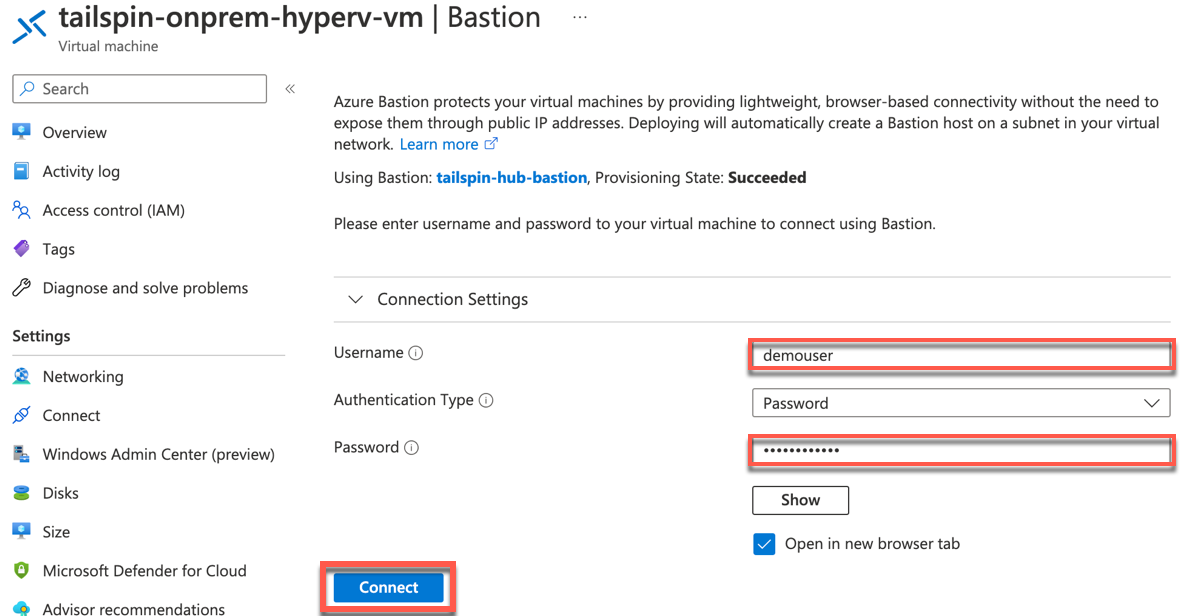 tailspin-onprem-hyperv-vm | Bastion ...
Virtual machine
Search «
Overview
Activity log
Access control (IAM)
Tags
Diagnose and solve problems
Settings
Networking
Connect
Windows Admin Center (preview)
Disks
Size
Microsoft Defender for Cloud
Advisor recommendations
Azure Bastion protects your virtual machines by providing lightweight, browser-based connectivity without the need to
expose them through public IP addresses. Deploying will automatically create a Bastion host on a subnet in your virtual
network. Learn more
Using Bastion: tailspin-hub-bastion, Provisioning State: Succeeded
Please enter username and password to your virtual machine to connect using Bastion.
Connection Settings
Username
demouser
Authentication Type
Password
Password
••••••••••••
Show
Open in new browser tab
Connect